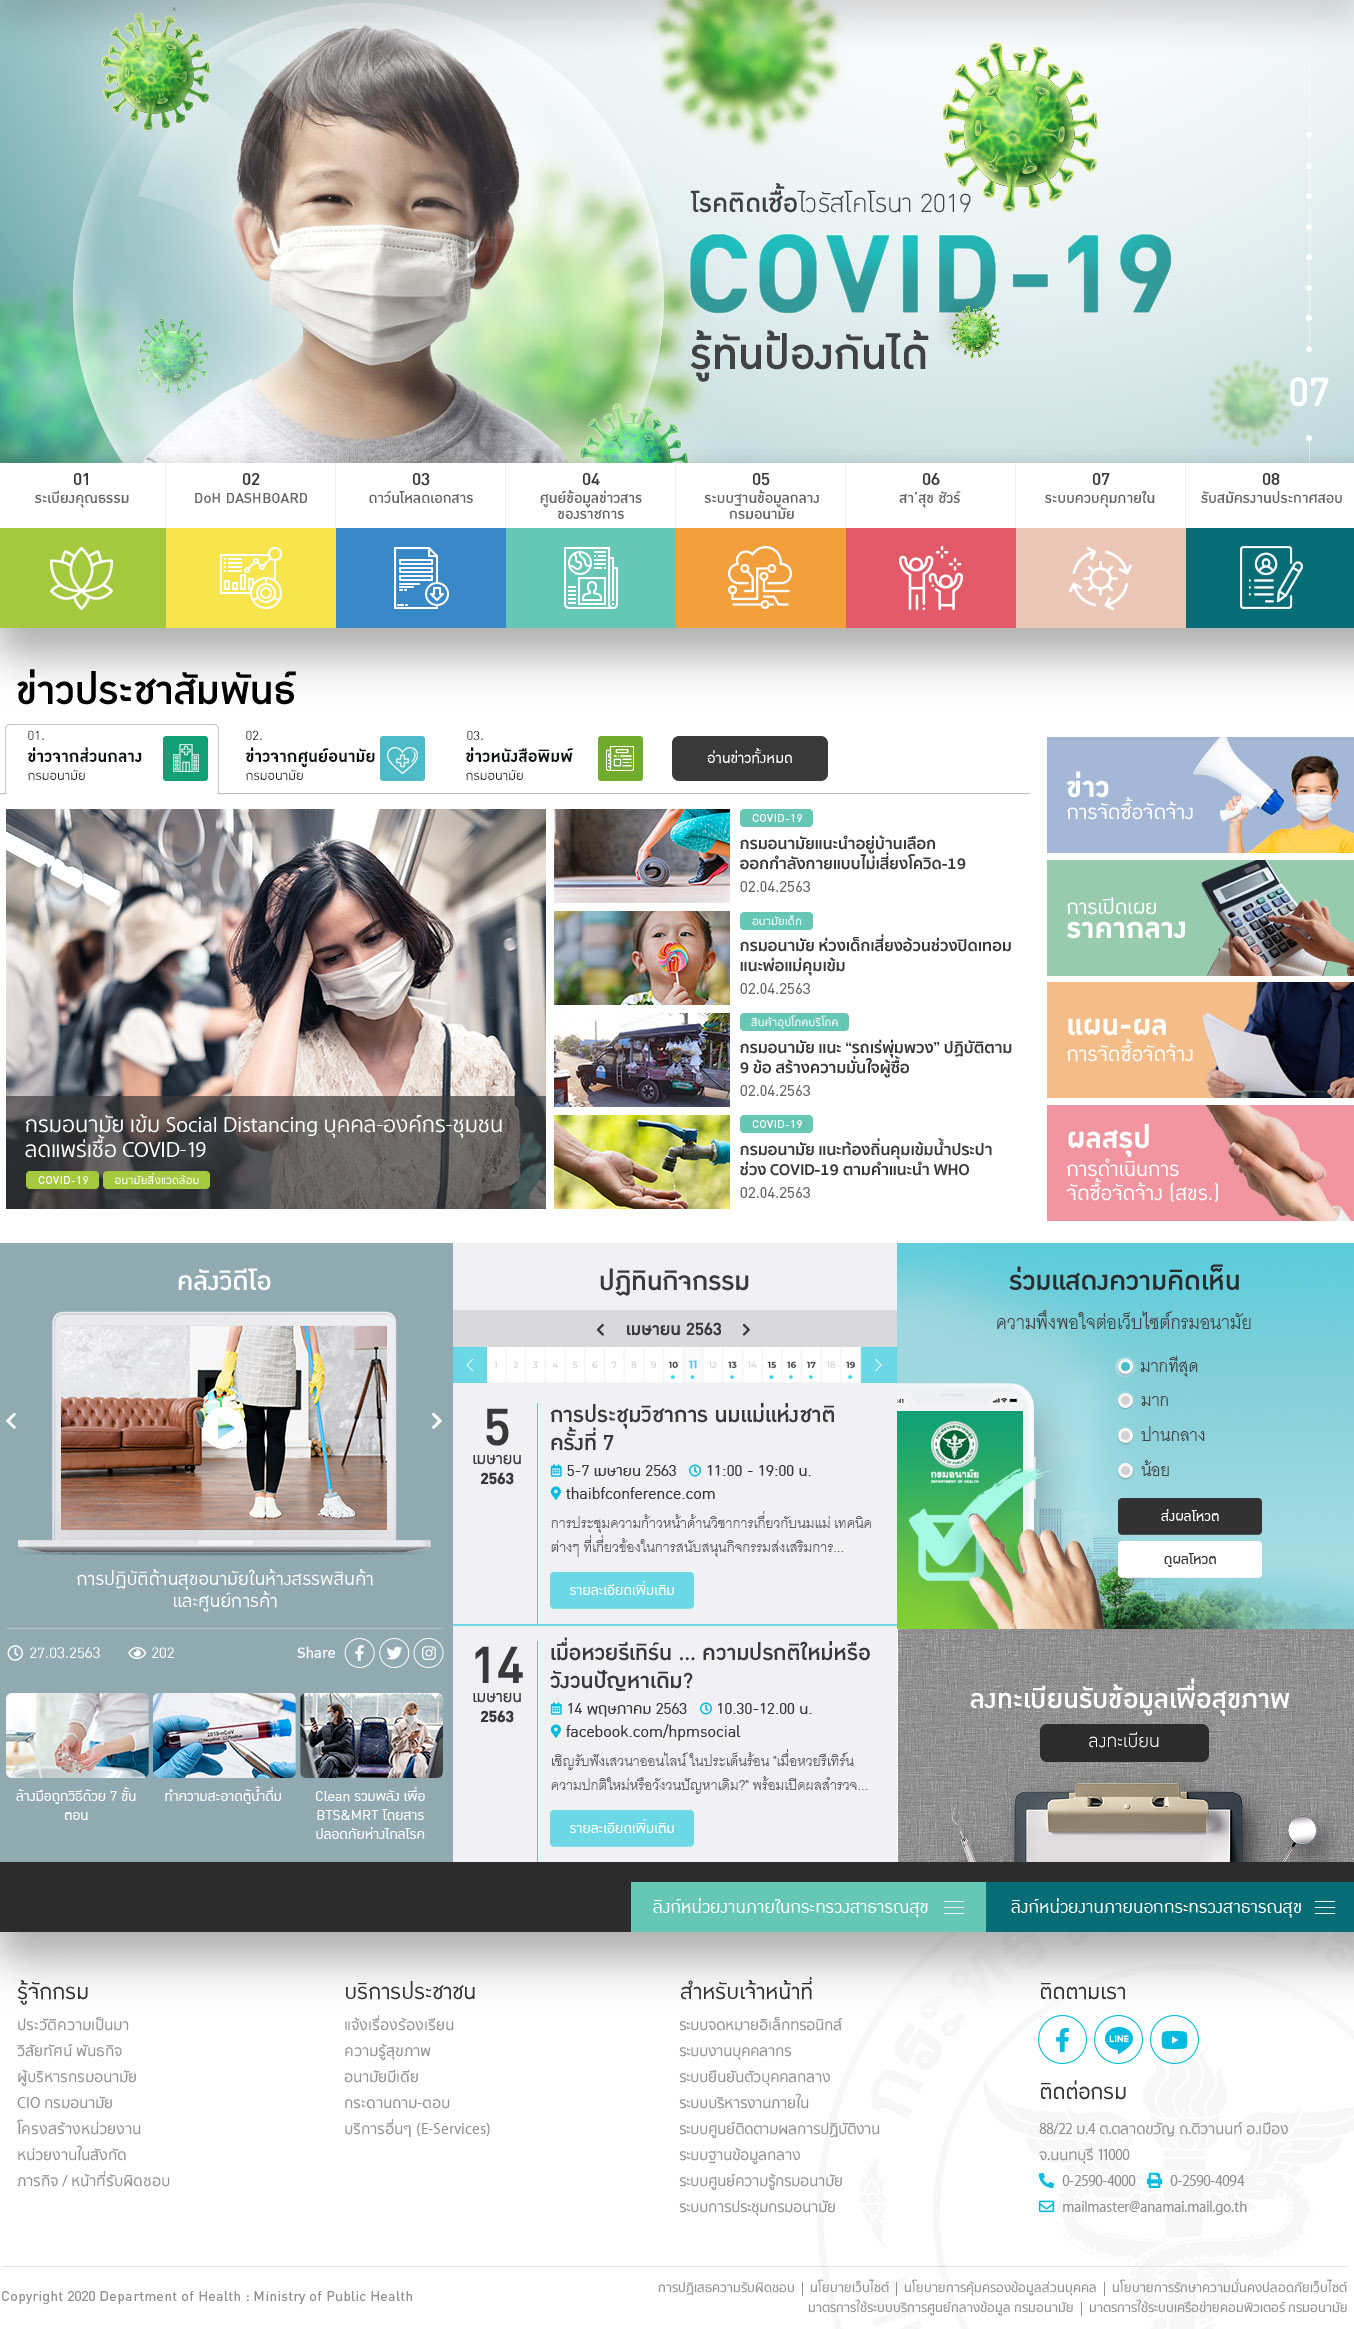 โรคติดเชื้อไวรัสโคโรนา 2019
COVID-19
รู้ทันป้องกันได้
07
01
ระเบียงคุณธรรม
02
DoH DASHBOARD
03
ดาวน์โหลดเอกสาร
04
ศูนย์ข้อมูลข่าวสาร
ของราชการ
05
ระบบฐานข้อมูลกลาง
กรมอนามัย
06
สา'สุข ชัวร์
07
ระบบควบคุมภายใน
08
รับสมัครงานประกาศสอบ
ข่าวประชาสัมพันธ์
01.
ข่าวจากส่วนกลาง
กรมอนามัย
02.
ข่าวจากศูนย์อนามัย
กรมอนามัย
03.
ข่าวหนังสือพิมพ์
กรมอนามัย
อ่านข่าวทั้งหมด
กรมอนามัย เข้ม Social Distancing บุคคล-องค์กร-ชุมชน
ลดแพร่เชื้อ COVID-19
COVID-19
อนามัยสิ่งแวดล้อม
COVID-19
กรมอนามัยแนะนำอยู่บ้านเลือก
ออกกำลังกายแบบไม่เสี่ยงโควิด-19
02.04.2563
อนามัยเด็ก
กรมอนามัย ห่วงเด็กเสี่ยงอ้วนช่วงปิดเทอม
แนะพ่อแม่คุมเข้ม
02.04.2563
สินค้าอุปโภคบริโภค
กรมอนามัย แนะ “รถเร่พุ่มพวง” ปฏิบัติตาม
9 ข้อ สร้างความมั่นใจผู้ซื้อ
02.04.2563
COVID-19
กรมอนามัย แนะท้องถิ่นคุมเข้มน้ำประปา
ช่วง COVID-19 ตามคำแนะนำ WHO
02.04.2563
ข่าว
การจัดซื้อจัดจ้าง
การเปิดเผย
ราคากลาง
แผน-ผล
การจัดซื้อจัดจ้าง
ผลสรุป
การดำเนินการ
จัดซื้อจัดจ้าง (สขร.)
คลังวิดีโอ
การปฏิบัติด้านสุขอนามัยในห้างสรรพสินค้า
และศูนย์การค้า
27.03.2563
202
Share
2019-nCoV
ล้างมือถูกวิธีด้วย 7 ขั้น
ตอน
ทำความสะอาดตู้น้ำดื่ม
Clean รวมพลัง เพื่อ
BTS&MRT โดยสาร
ปลอดภัยห่างไกลโรค
ปฏิทินกิจกรรม
เมษายน 2563
1 2 3 4 5 6 7 8 9 10 11 12 13 14 15 16 17 18 19
5
เมษายน
2563
การประชุมวิชาการ นมแม่แห่งชาติ
ครั้งที่ 7
5-7 เมษายน 2563 11:00 - 19:00 น.
thaibfconference.com
การประชุมความก้าวหน้าด้านวิชาการเกี่ยวกับนมแม่ เทคนิค
ต่างๆ ที่เกี่ยวข้องในการสนับสนุนกิจกรรมส่งเสริมการ...
รายละเอียดเพิ่มเติม
14
เมษายน
2563
เมื่อหวยรีเทิร์น ... ความปรกติใหม่หรือ
วังวนปัญหาเดิม?
14 พฤษภาคม 2563 10.30-12.00 น.
facebook.com/hpmsocial
เชิญรับฟังเสวนาออนไลน์ ในประเด็นร้อน "เมื่อหวยรีเทิร์น
ความปกติใหม่หรือวังวนปัญหาเดิม?" พร้อมเปิดผลสำรวจ...
รายละเอียดเพิ่มเติม
ร่วมแสดงความคิดเห็น
ความพึงพอใจต่อเว็บไซต์กรมอนามัย
มากที่สุด
มาก
ปานกลาง
น้อย
ส่งผลโหวต
ดูผลโหวต
:41
กรมอนามัย
DEPARTMENT OF HEALTH
ลงทะเบียนรับข้อมูลเพื่อสุขภาพ
ลงทะเบียน
ลิงก์หน่วยงานภายในกระทรวงสาธารณสุข
ลิงก์หน่วยงานภายนอกกระทรวงสาธารณสุข
รู้จักกรม
ประวัติความเป็นมา
วิสัยทัศน์ พันธกิจ
ผู้บริหารกรมอนามัย
CIO กรมอนามัย
โครงสร้างหน่วยงาน
หน่วยงานในสังกัด
ภารกิจ / หน้าที่รับผิดชอบ
บริการประชาชน
แจ้งเรื่องร้องเรียน
ความรู้สุขภาพ
อนามัยมีเดีย
กระดานถาม-ตอบ
บริการอื่นๆ (E-Services)
สำหรับเจ้าหน้าที่
ระบบจดหมายอิเล็กทรอนิกส์
ระบบงานบุคคลากร
ระบบยืนยันตัวบุคคลกลาง
ระบบบริหารงานภายใน
ระบบศูนย์ติดตามผลการปฏิบัติงาน
ระบบฐานข้อมูลกลาง
ระบบศูนย์ความรู้กรมอนามัย
ระบบการประชุมกรมอนามัย
ติดตามเรา
LINE
ติดต่อกรม
88/22 ม.4 ต.ตลาดขวัญ ถ.ติวานนท์ อ.เมือง
จ.นนทบุรี 11000
0-2590-4000 0-2590-4094
mailmaster@anamai.mail.go.th
Copyright 2020 Department of Health : Ministry of Public Health
การปฏิเสธความรับผิดชอบ | นโยบายเว็บไซต์ | นโยบายการคุ้มครองข้อมูลส่วนบุคคล | นโยบายการรักษาความมั่นคงปลอดภัยเว็บไซต์
มาตรการใช้ระบบบริการศูนย์กลางข้อมูล กรมอนามัย | มาตรการใช้ระบบเครือข่ายคอมพิวเตอร์ กรมอนามัย